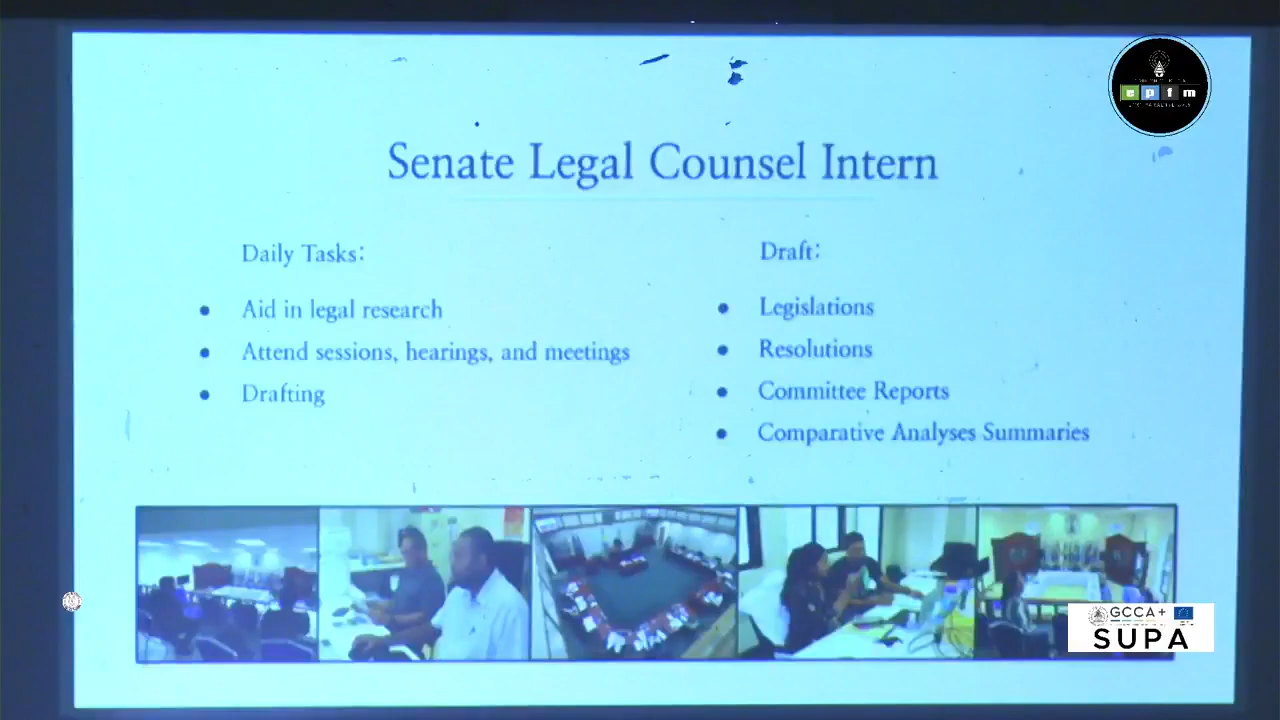 Senate Legal Counsel Intern
Daily Tasks:
• Aid in legal research
• Attend sessions, hearings, and meetings
• Drafting
Draft:
• Legislations
• Resolutions
• Committee Reports
• Comparative Analyses Summaries
epfm
GCCA+
SUPA